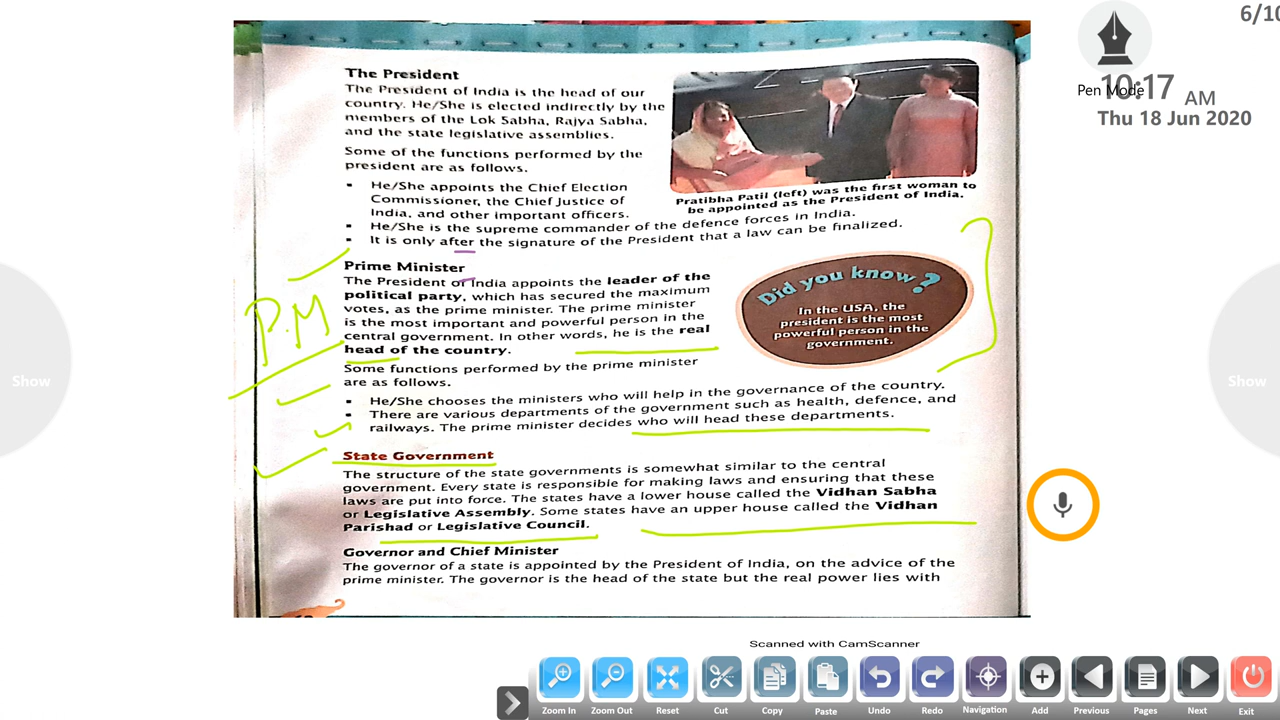 6/10
Pen Mode
10:17 AM
Thu 18 Jun 2020
The President
The President of India is the head of our
country. He/She is elected indirectly by the
members of the Lok Sabha, Rajya Sabha,
and the state legislative assemblies.
Some of the functions performed by the
president are as follows.
▪ He/She appoints the Chief Election
Commissioner, the Chief Justice of
India, and other important officers.
Pratibha Patil (left) was the first woman to
be appointed as the President of India.
▪ He/She is the supreme commander of the defence forces in India.
▪ It is only after the signature of the President that a law can be finalized.
Prime Minister
The President of India appoints the leader of the
political party, which has secured the maximum
votes, as the prime minister. The prime minister
is the most important and powerful person in the
central government. In other words, he is the real
head of the country.
P.M
Did you know?
In the USA, the
president is the most
powerful person in the
government.
Some functions performed by the prime minister
are as follows.
▪ He/She chooses the ministers who will help in the governance of the country.
▪ There are various departments of the government such as health, defence, and
railways. The prime minister decides who will head these departments.
State Government
The structure of the state governments is somewhat similar to the central
government. Every state is responsible for making laws and ensuring that these
laws are put into force. The states have a lower house called the Vidhan Sabha
or Legislative Assembly. Some states have an upper house called the Vidhan
Parishad or Legislative Council.
Governor and Chief Minister
The governor of a state is appointed by the President of India, on the advice of the
prime minister. The governor is the head of the state but the real power lies with
Show
Show
Scanned with CamScanner
Zoom In Zoom Out Reset Cut Copy Paste Undo Redo Navigation Add Previous Pages Next Exit